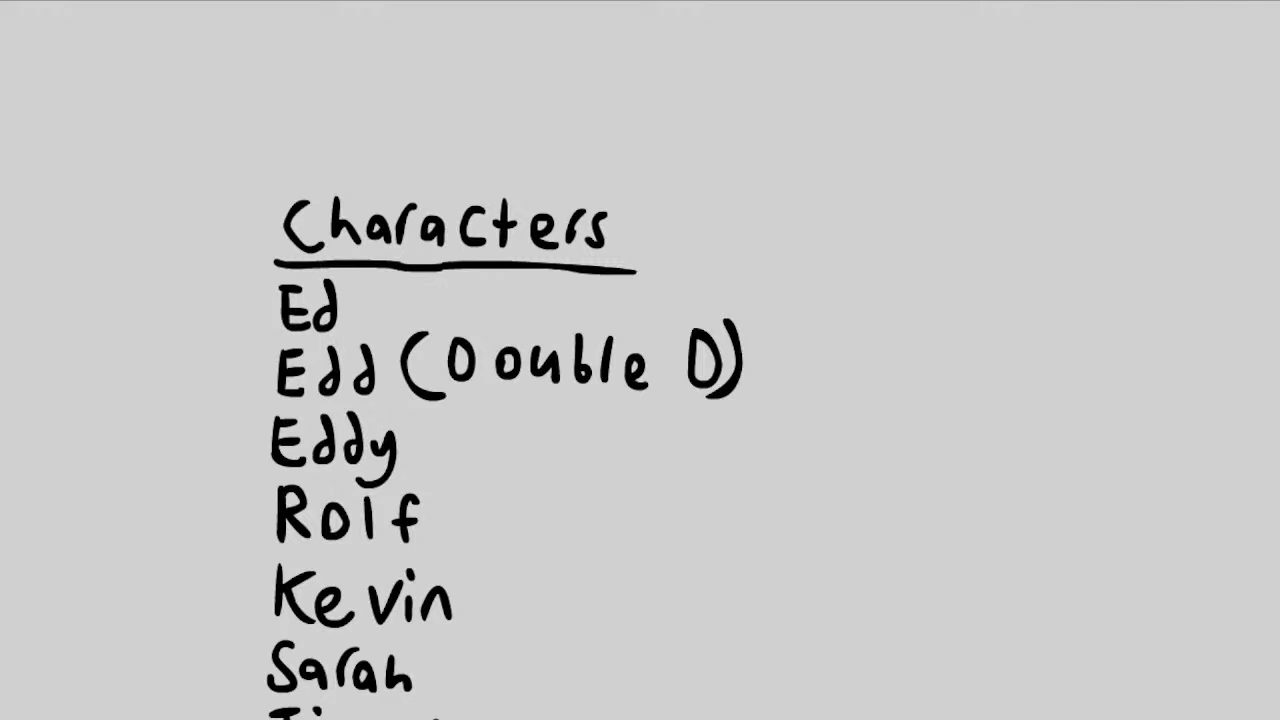 Characters
Ed
Edd (Double D)
Eddy
Rolf
Kevin
Sarah